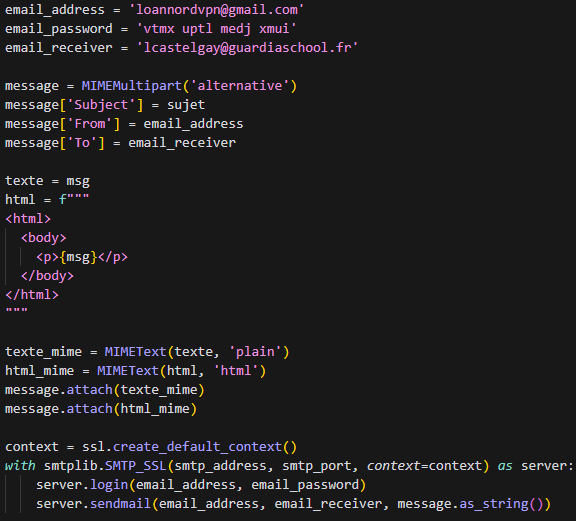 email_address = 'loannordvpn@gmail.com'
email_password = 'vtmx uptl medj xmui'
email_receiver = 'lcastelgay@guardiaschool.fr'
message = MIMEMultipart('alternative')
message['Subject'] = sujet
message['From'] = email_address
message['To'] = email_receiver
texte = msg
html = f"""
<html>
<body>
<p>{msg}</p>
</body>
</html>
"""
texte_mime = MIMEText(texte, 'plain')
html_mime = MIMEText(html, 'html')
message.attach(texte_mime)
message.attach(html_mime)
context = ssl.create_default_context()
with smtplib.SMTP_SSL(smtp_address, smtp_port, context=context) as server:
server.login(email_address, email_password)
server.sendmail(email_address, email_receiver, message.as_string())